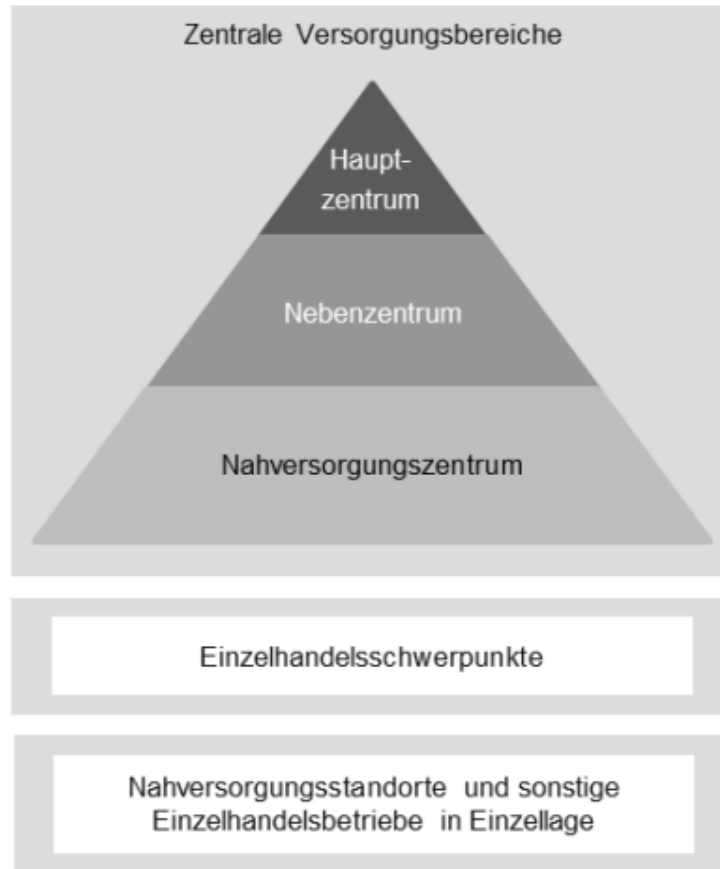 Zentrale Versorgungsbereiche
Haupt-
zentrum
Nebenzentrum
Nahversorgungszentrum
Einzelhandelsschwerpunkte
Nahversorgungsstandorte und sonstige
Einzelhandelsbetriebe in Einzellage